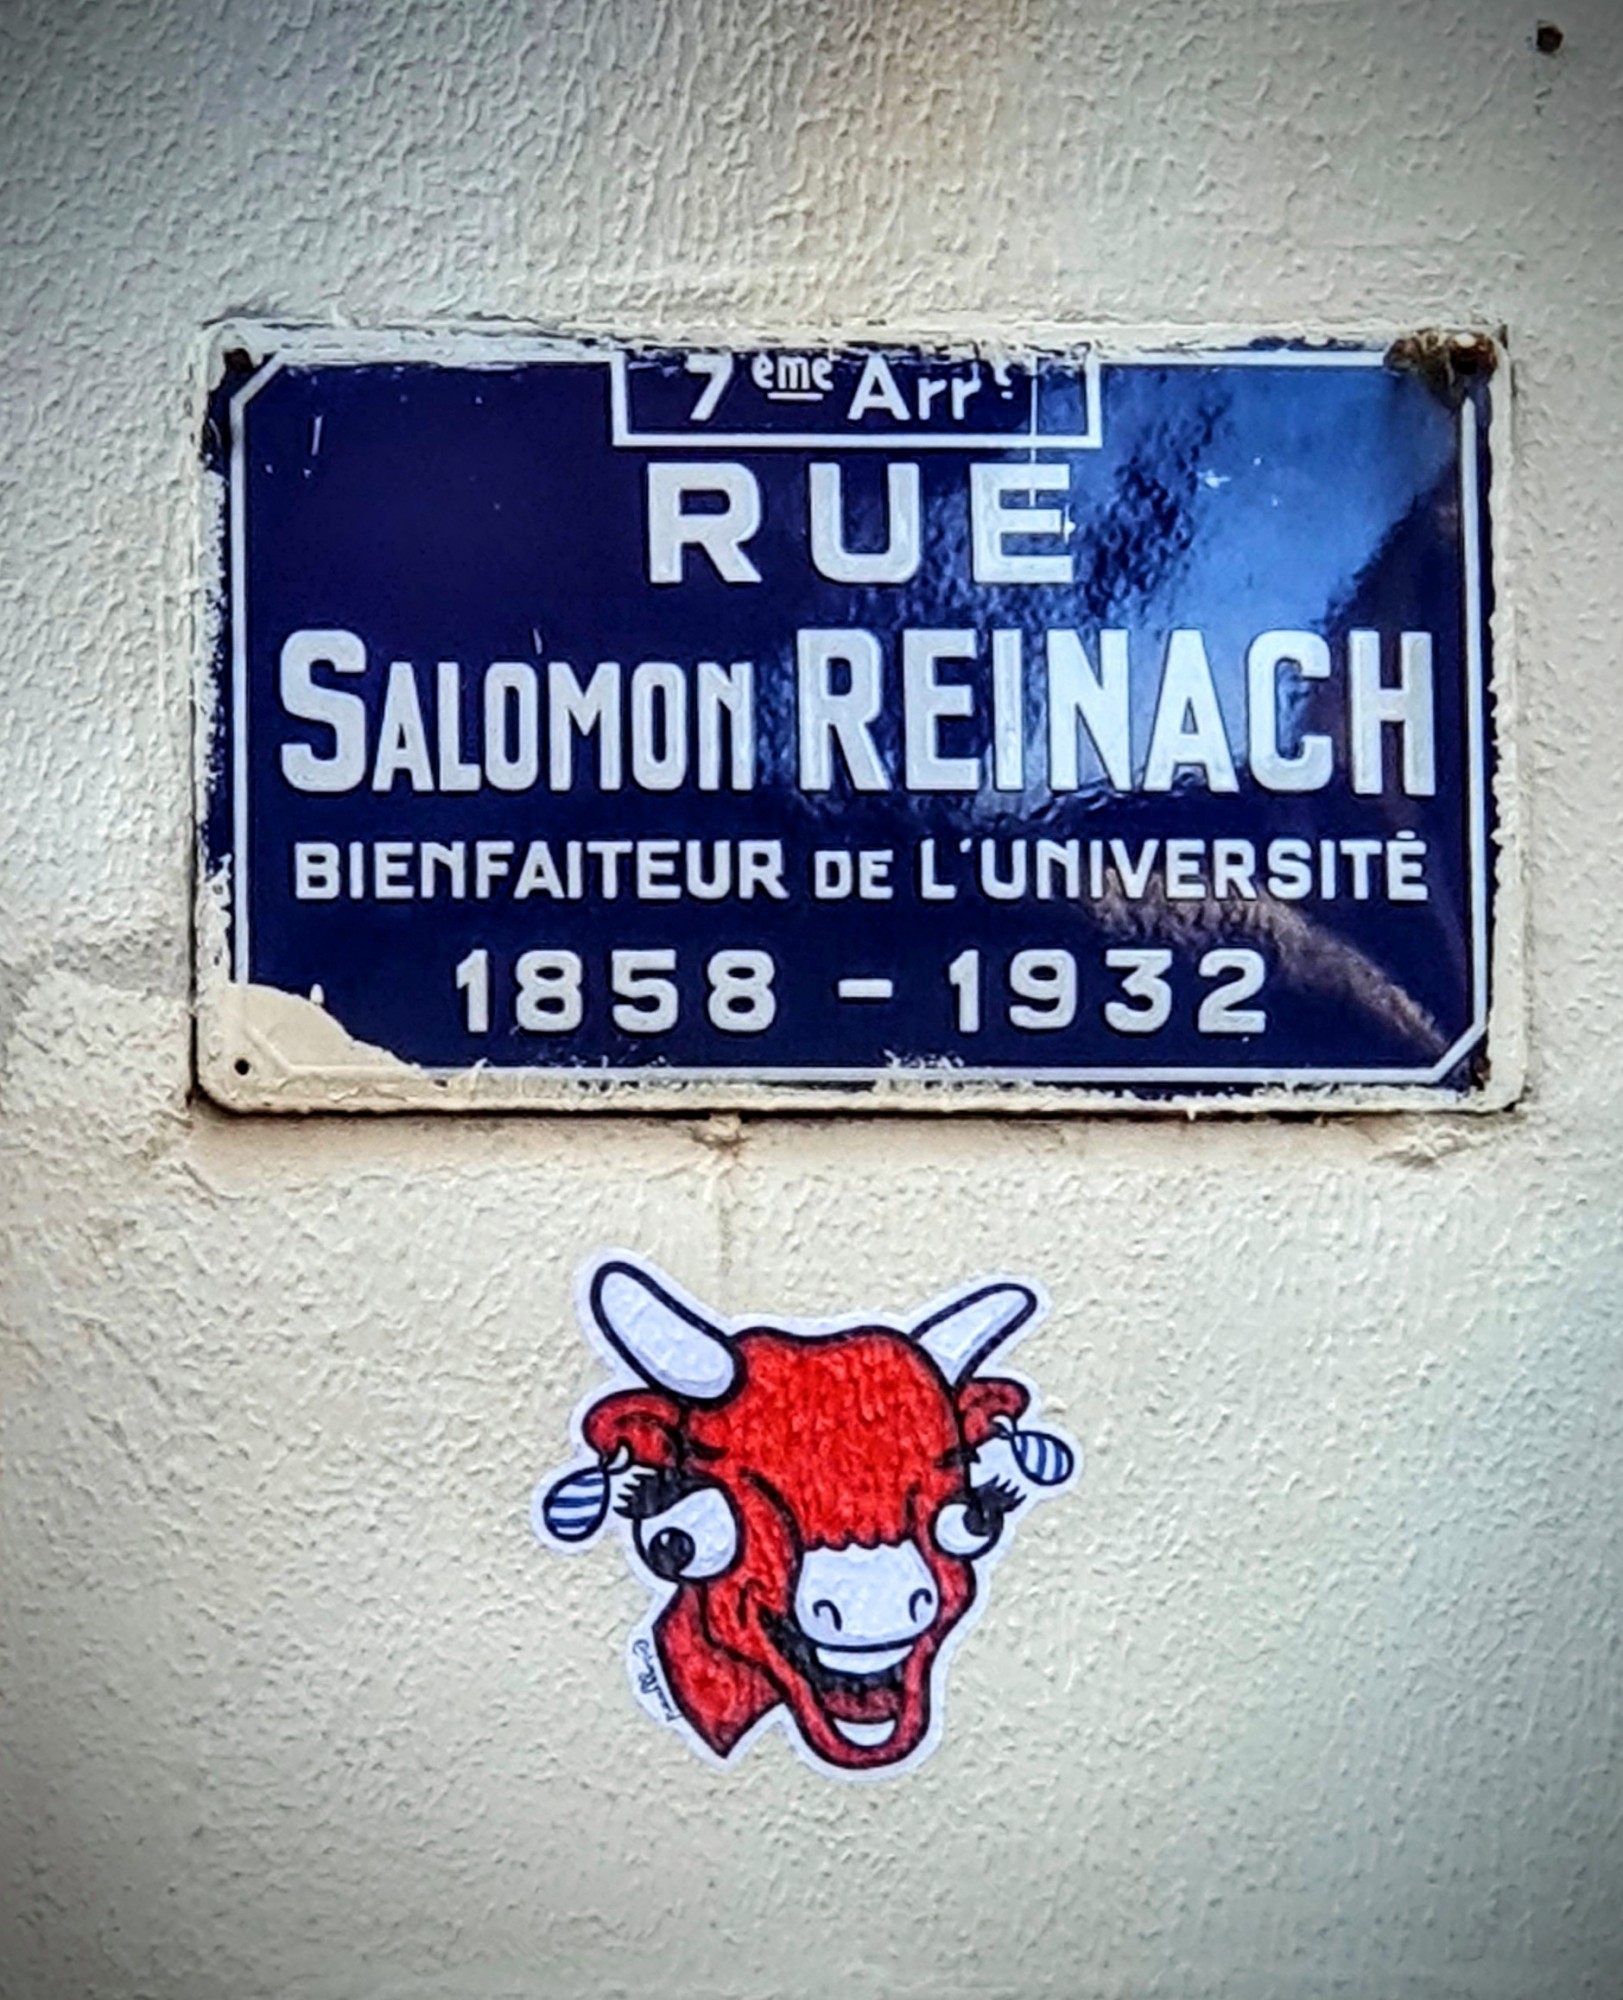 7ème Arrt
RUE
SALOMON REINACH
BIENFAITEUR DE L'UNIVERSITÉ
1858 - 1932